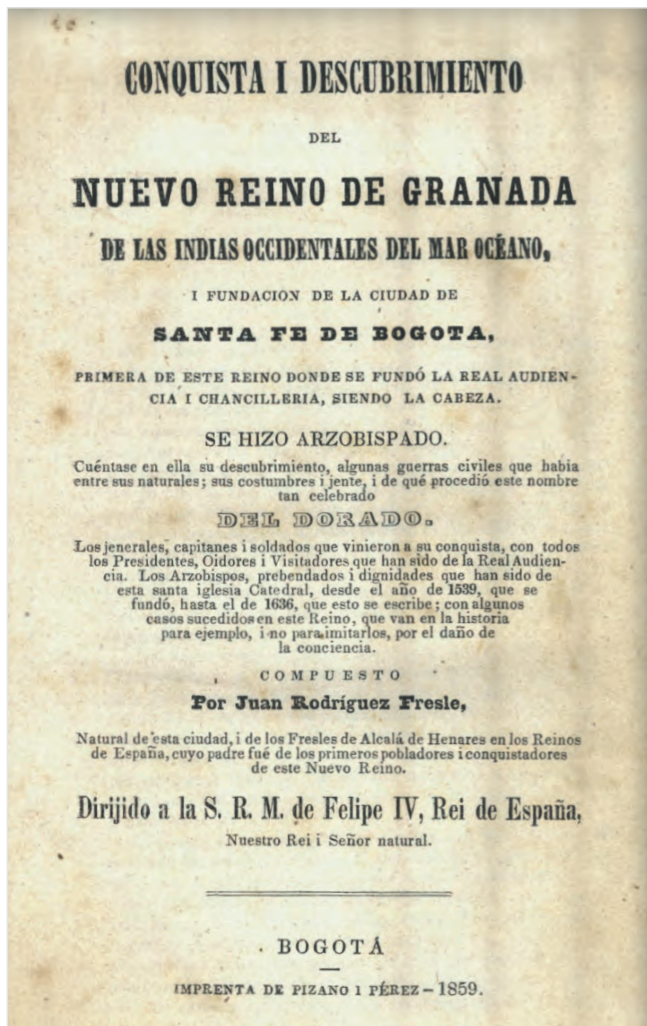 CONQUISTA I DESCUBRIMIENTO
DEL
NUEVO REINO DE GRANADA
DE LAS INDIAS OCCIDENTALES DEL MAR OCÉANO,
I FUNDACION DE LA CIUDAD DE
SANTA FE DE BOGOTA,
PRIMERA DE ESTE REINO DONDE SE FUNDÓ LA REAL AUDIEN-
CIA I CHANCILLERIA, SIENDO LA CABEZA.
SE HIZO ARZOBISPADO.
Cuéntase en ella su descubrimiento, algunas guerras civiles que habia
entre sus naturales; sus costumbres i jente, i de qué procedió este nombre
tan celebrado
DEL DORADO.
Los jenerales, capitanes i soldados que vinieron a su conquista, con todos
los Presidentes, Oidores i Visitadores que han sido de la Real Audien-
cia. Los Arzobispos, prebendados i dignidades que han sido de
esta santa iglesia Catedral, desde el año de 1539, que se
fundó, hasta el de 1636, que esto se escribe; con algunos
casos sucedidos en este Reino, que van en la historia
para ejemplo, i no para imitarlos, por el daño de
la conciencia.
COMPUESTO
Por Juan Rodríguez Fresle,
Natural de esta ciudad, i de los Fresles de Alcalá de Henares en los Reinos
de España, cuyo padre fué de los primeros pobladores i conquistadores
de este Nuevo Reino.
Dirijido a la S. R. M. de Felipe IV, Rei de España,
Nuestro Rei i Señor natural.
BOGOTÁ
IMPRENTA DE PIZANO I PÉREZ—1859.